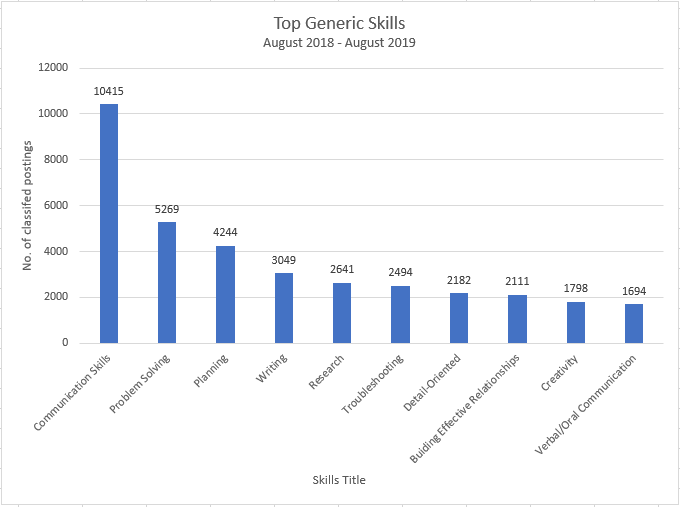 Top Generic Skills
August 2018 - August 2019
No. of classifed postings
12000
10000
8000
6000
4000
2000
0
10415
5269
4244
3049
2641
2494
2182
2111
1798
1694
Communication Skills
Problem Solving
Planning
Writing
Research
Troubleshooting
Detail-Oriented
Buiding Effective Relationships
Creativity
Verbal/Oral Communication
Skills Title